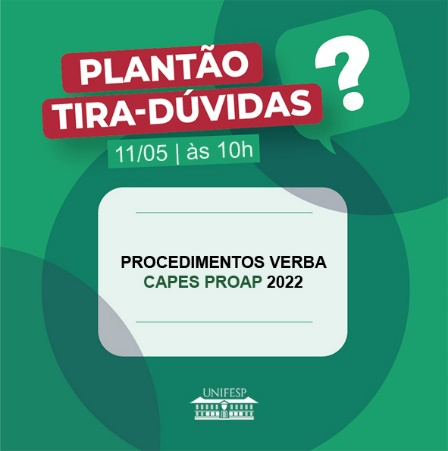 PLANTÃO
TIRA-DÚVIDAS
?
11/05 | às 10h
PROCEDIMENTOS VERBA
CAPES PROAP 2022
UNIFESP